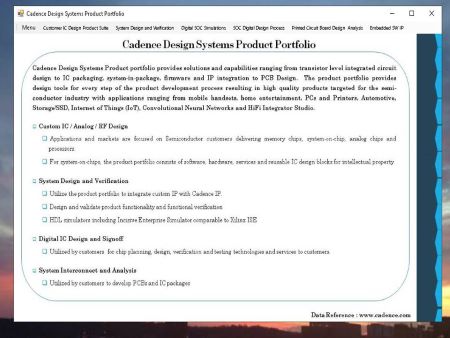 Cadence Design Systems Product Portfolio
Menu Customer IC Design Product Suite System Design and Verification Digital SOC Simulations SOC Digital Design Process Printed Circuit Board Design Analysis Embedded SW IP
Cadence Design Systems Product Portfolio
Cadence Design Systems Product portfolio provides solutions and capabilities ranging from transistor level integrated circuit
design to IC packaging, system-in-package, firmware and IP integration to PCB Design. The product portfolio provides
design tools for every step of the product development process resulting in high quality products targeted for the semi-
conductor industry with applications ranging from mobile handsets, home entertainment, PCs and Printers, Automotive,
Storage/SSD, Internet of Things (IoT), Convolutional Neural Networks and HiFi Integrator Studio.
Custom IC / Analog / RF Design
Applications and markets are focused on Semiconductor customers delivering memory chips, system-on-chip, analog chips and
processors
For system-on-chips, the product portfolio consists of software, hardware, services and reusable IC design blocks for intellectual property
System Design and Verification
Utilize the product portfolio to integrate custom IP with Cadence IP.
Design and validate product functionality and functional verification
HDL simulators including Incisive Enterprise Simulator comparable to Xilinx ISE
Digital IC Design and Signoff
Utilized by customers for chip planning, design, verification and testing technologies and services to customers
System Interconnect and Analysis
Utilized by customers to develop PCBs and IC packages
Data Reference : www.cadence.com